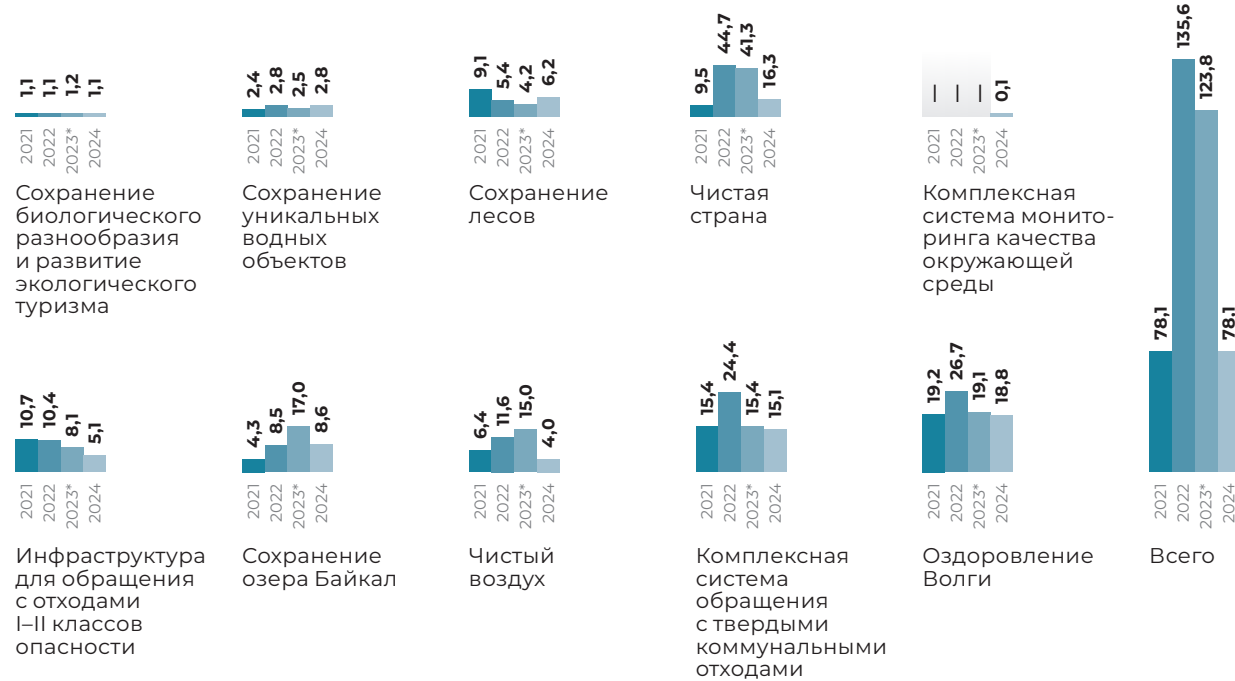 1,1 1,1 1,2 1,1
2021 2022 2023* 2024
Сохранение
биологического
разнообразия
и развитие
экологического
туризма
2,4 2,8 2,5 2,8
2021 2022 2023* 2024
Сохранение
уникальных
водных
объектов
9,1 5,4 4,2 6,2
2021 2022 2023* 2024
Сохранение
лесов
9,5 44,7 41,3 16,3
2021 2022 2023* 2024
Чистая
страна
— — — 0,1
2021 2022 2023* 2024
Комплексная
система монито-
ринга качества
окружающей
среды
10,7 10,4 8,1 5,1
2021 2022 2023* 2024
Инфраструктура
для обращения
с отходами
I–II классов
опасности
4,3 8,5 17,0 8,6
2021 2022 2023* 2024
Сохранение
озера Байкал
6,4 11,6 15,0 4,0
2021 2022 2023* 2024
Чистый
воздух
15,4 24,4 15,4 15,1
2021 2022 2023* 2024
Комплексная
система
обращения
с твердыми
коммунальными
отходами
19,2 26,7 19,1 18,8
2021 2022 2023* 2024
Оздоровление
Волги
78,1 135,6 123,8 78,1
2021 2022 2023* 2024
Всего